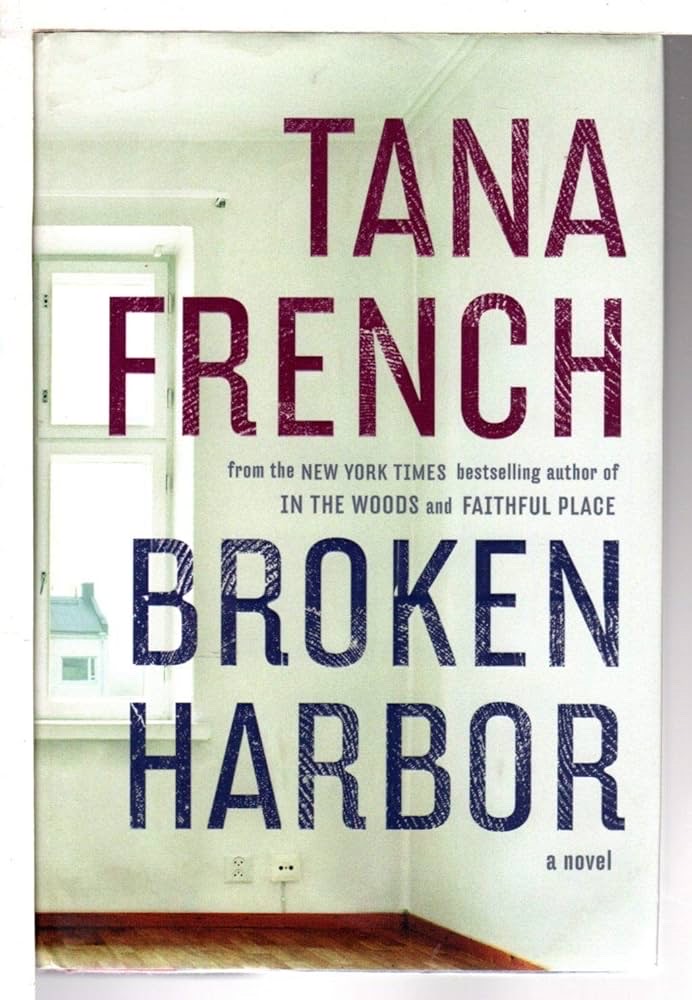 TANA
FRENCH
from the NEW YORK TIMES bestselling author of
IN THE WOODS and FAITHFUL PLACE
BROKEN
HARBOR
a novel